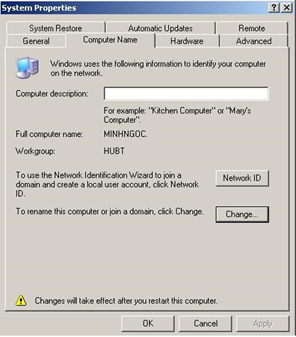 System Properties
System Restore Automatic Updates Remote
General Computer Name Hardware Advanced
Windows uses the following information to identify your computer
on the network.
Computer description:
For example: "Kitchen Computer" or "Mary's
Computer".
Full computer name: MINHNGOC.
Workgroup: HUBT
To use the Network Identification Wizard to join a
domain and create a local user account, click Network
ID.
Network ID
To rename this computer or join a domain, click Change.
Change...
Changes will take effect after you restart this computer.
OK Cancel Apply